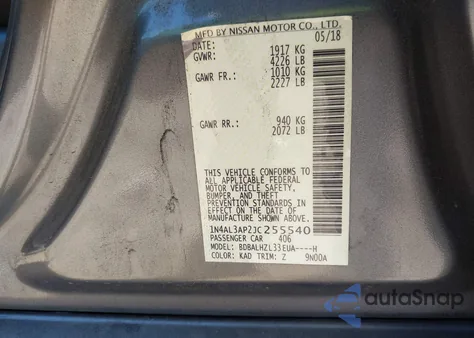 MFD BY NISSAN MOTOR CO., LTD.
DATE: 05/18
GVWR: 1917 KG
4226 LB
GAWR FR.: 1010 KG
2227 LB
GAWR RR.: 940 KG
2072 LB
THIS VEHICLE CONFORMS TO
ALL APPLICABLE FEDERAL
MOTOR VEHICLE SAFETY,
BUMPER, AND THEFT
PREVENTION STANDARDS
IN EFFECT ON THE DATE OF
MANUFACTURE SHOWN ABOVE.
1N4AL3AP2JC255540
PASSENGER CAR 406
MODEL: BDBALHZL33EUA----H
COLOR: KAD TRIM: Z 9N00A
autoSnap